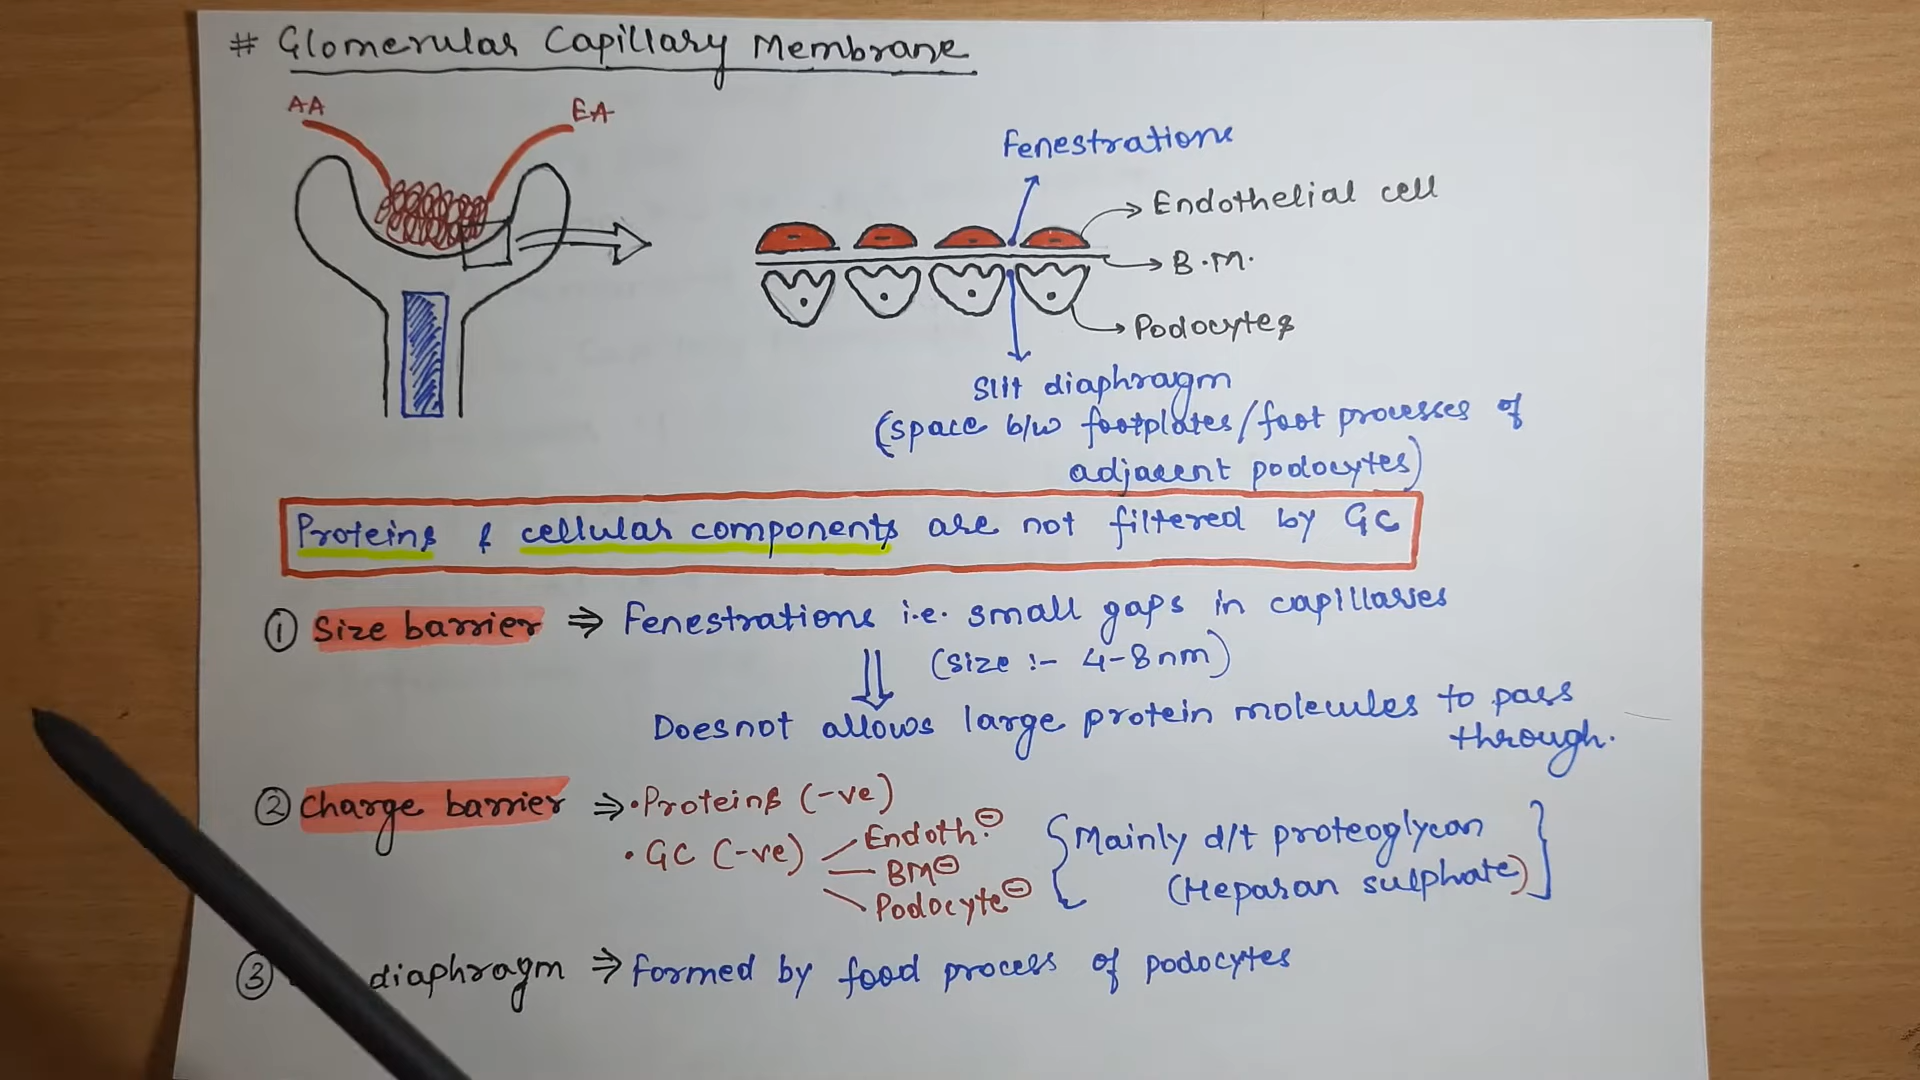 # Glomerular Capillary Membrane
AA
EA
Fenestrations
Endothelial cell
B.M.
Podocytes
Slit diaphragm
(space b/w footplates/foot processes of
adjacent podocytes)
Proteins & cellular components are not filtered by GC
① Size barrier ⇒ Fenestrations i.e. small gaps in capillaries
(size :- 4-8nm)
Doesnot allows large protein molecules to pass
through.
② Charge barrier ⇒ • Proteins (-ve)
• GC (-ve)
Endoth. ⊖
BM ⊖
Podocyte ⊖
{Mainly d/t proteoglycan
(Heparan sulphate)}
③ diaphragm ⇒ Formed by food process of podocytes